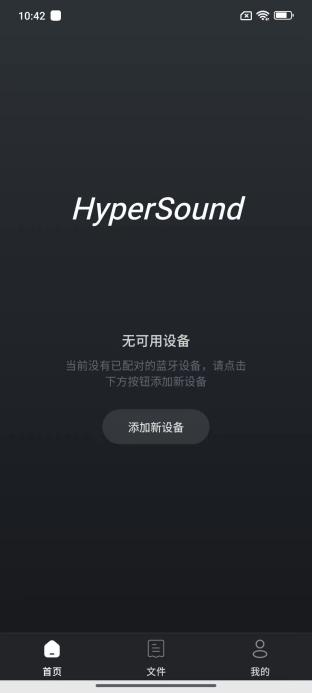 10:42
HyperSound
无可用设备
当前没有已配对的蓝牙设备，请点击
下方按钮添加新设备
添加新设备
首页
文件
我的